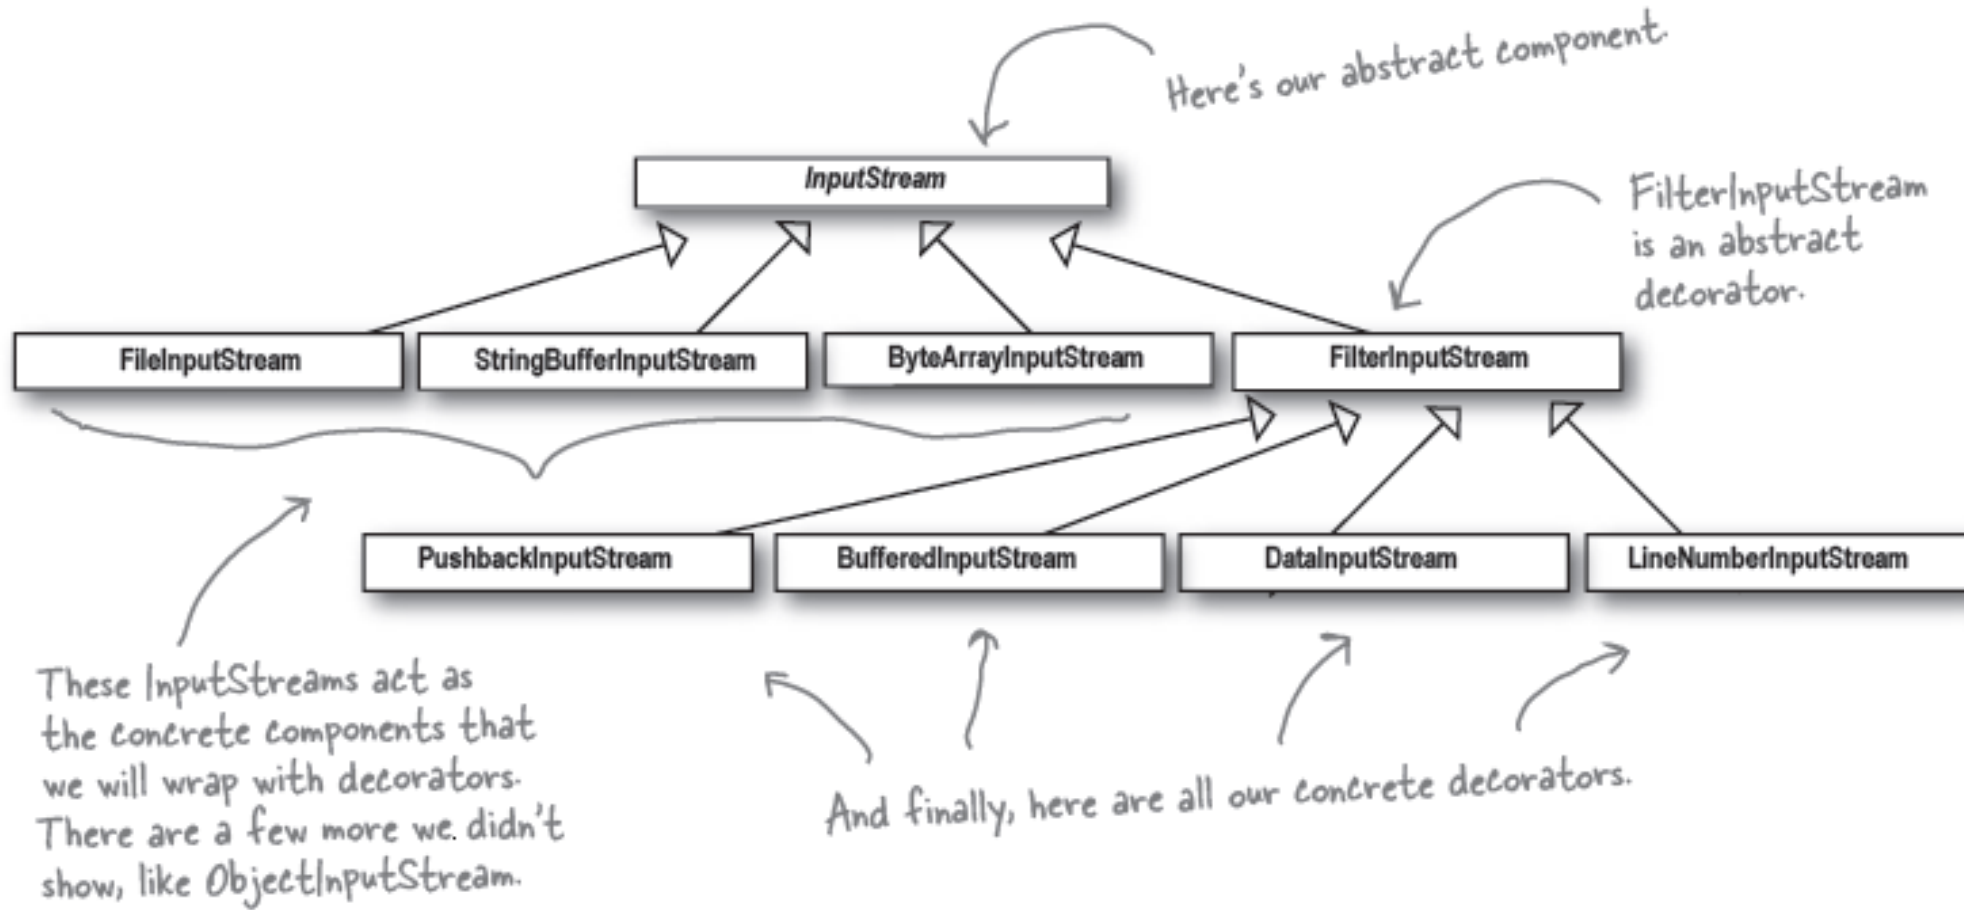 Here's our abstract component.
InputStream
FilterInputStream
is an abstract
decorator.
FileInputStream
StringBufferInputStream
ByteArrayInputStream
FilterInputStream
PushbackInputStream
BufferedInputStream
DataInputStream
LineNumberInputStream
These InputStreams act as
the concrete components that
we will wrap with decorators.
There are a few more we didn't
show, like ObjectInputStream.
And finally, here are all our concrete decorators.